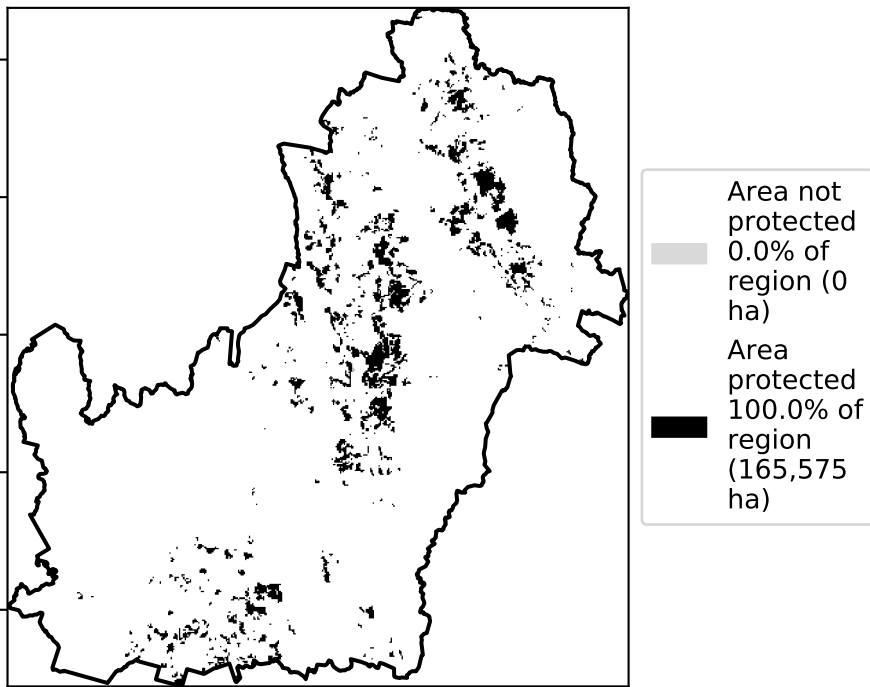 Area not
protected
0.0% of
region (0
ha)
Area
protected
100.0% of
region
(165,575
ha)